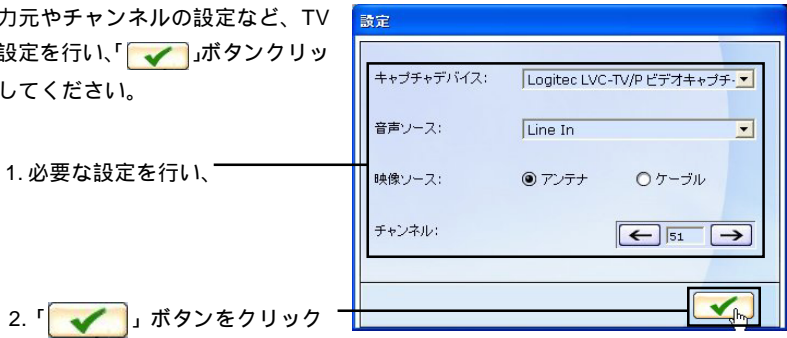 力元やチャンネルの設定など、TV
設定を行い、「 」ボタンクリッ
してください。
1. 必要な設定を行い、
2.「 」ボタンをクリック
設定
キャプチャデバイス: Logitec LVC-TV/P ビデオキャプチ
音声ソース: Line In
映像ソース: アンテナ ケーブル
チャンネル: 51